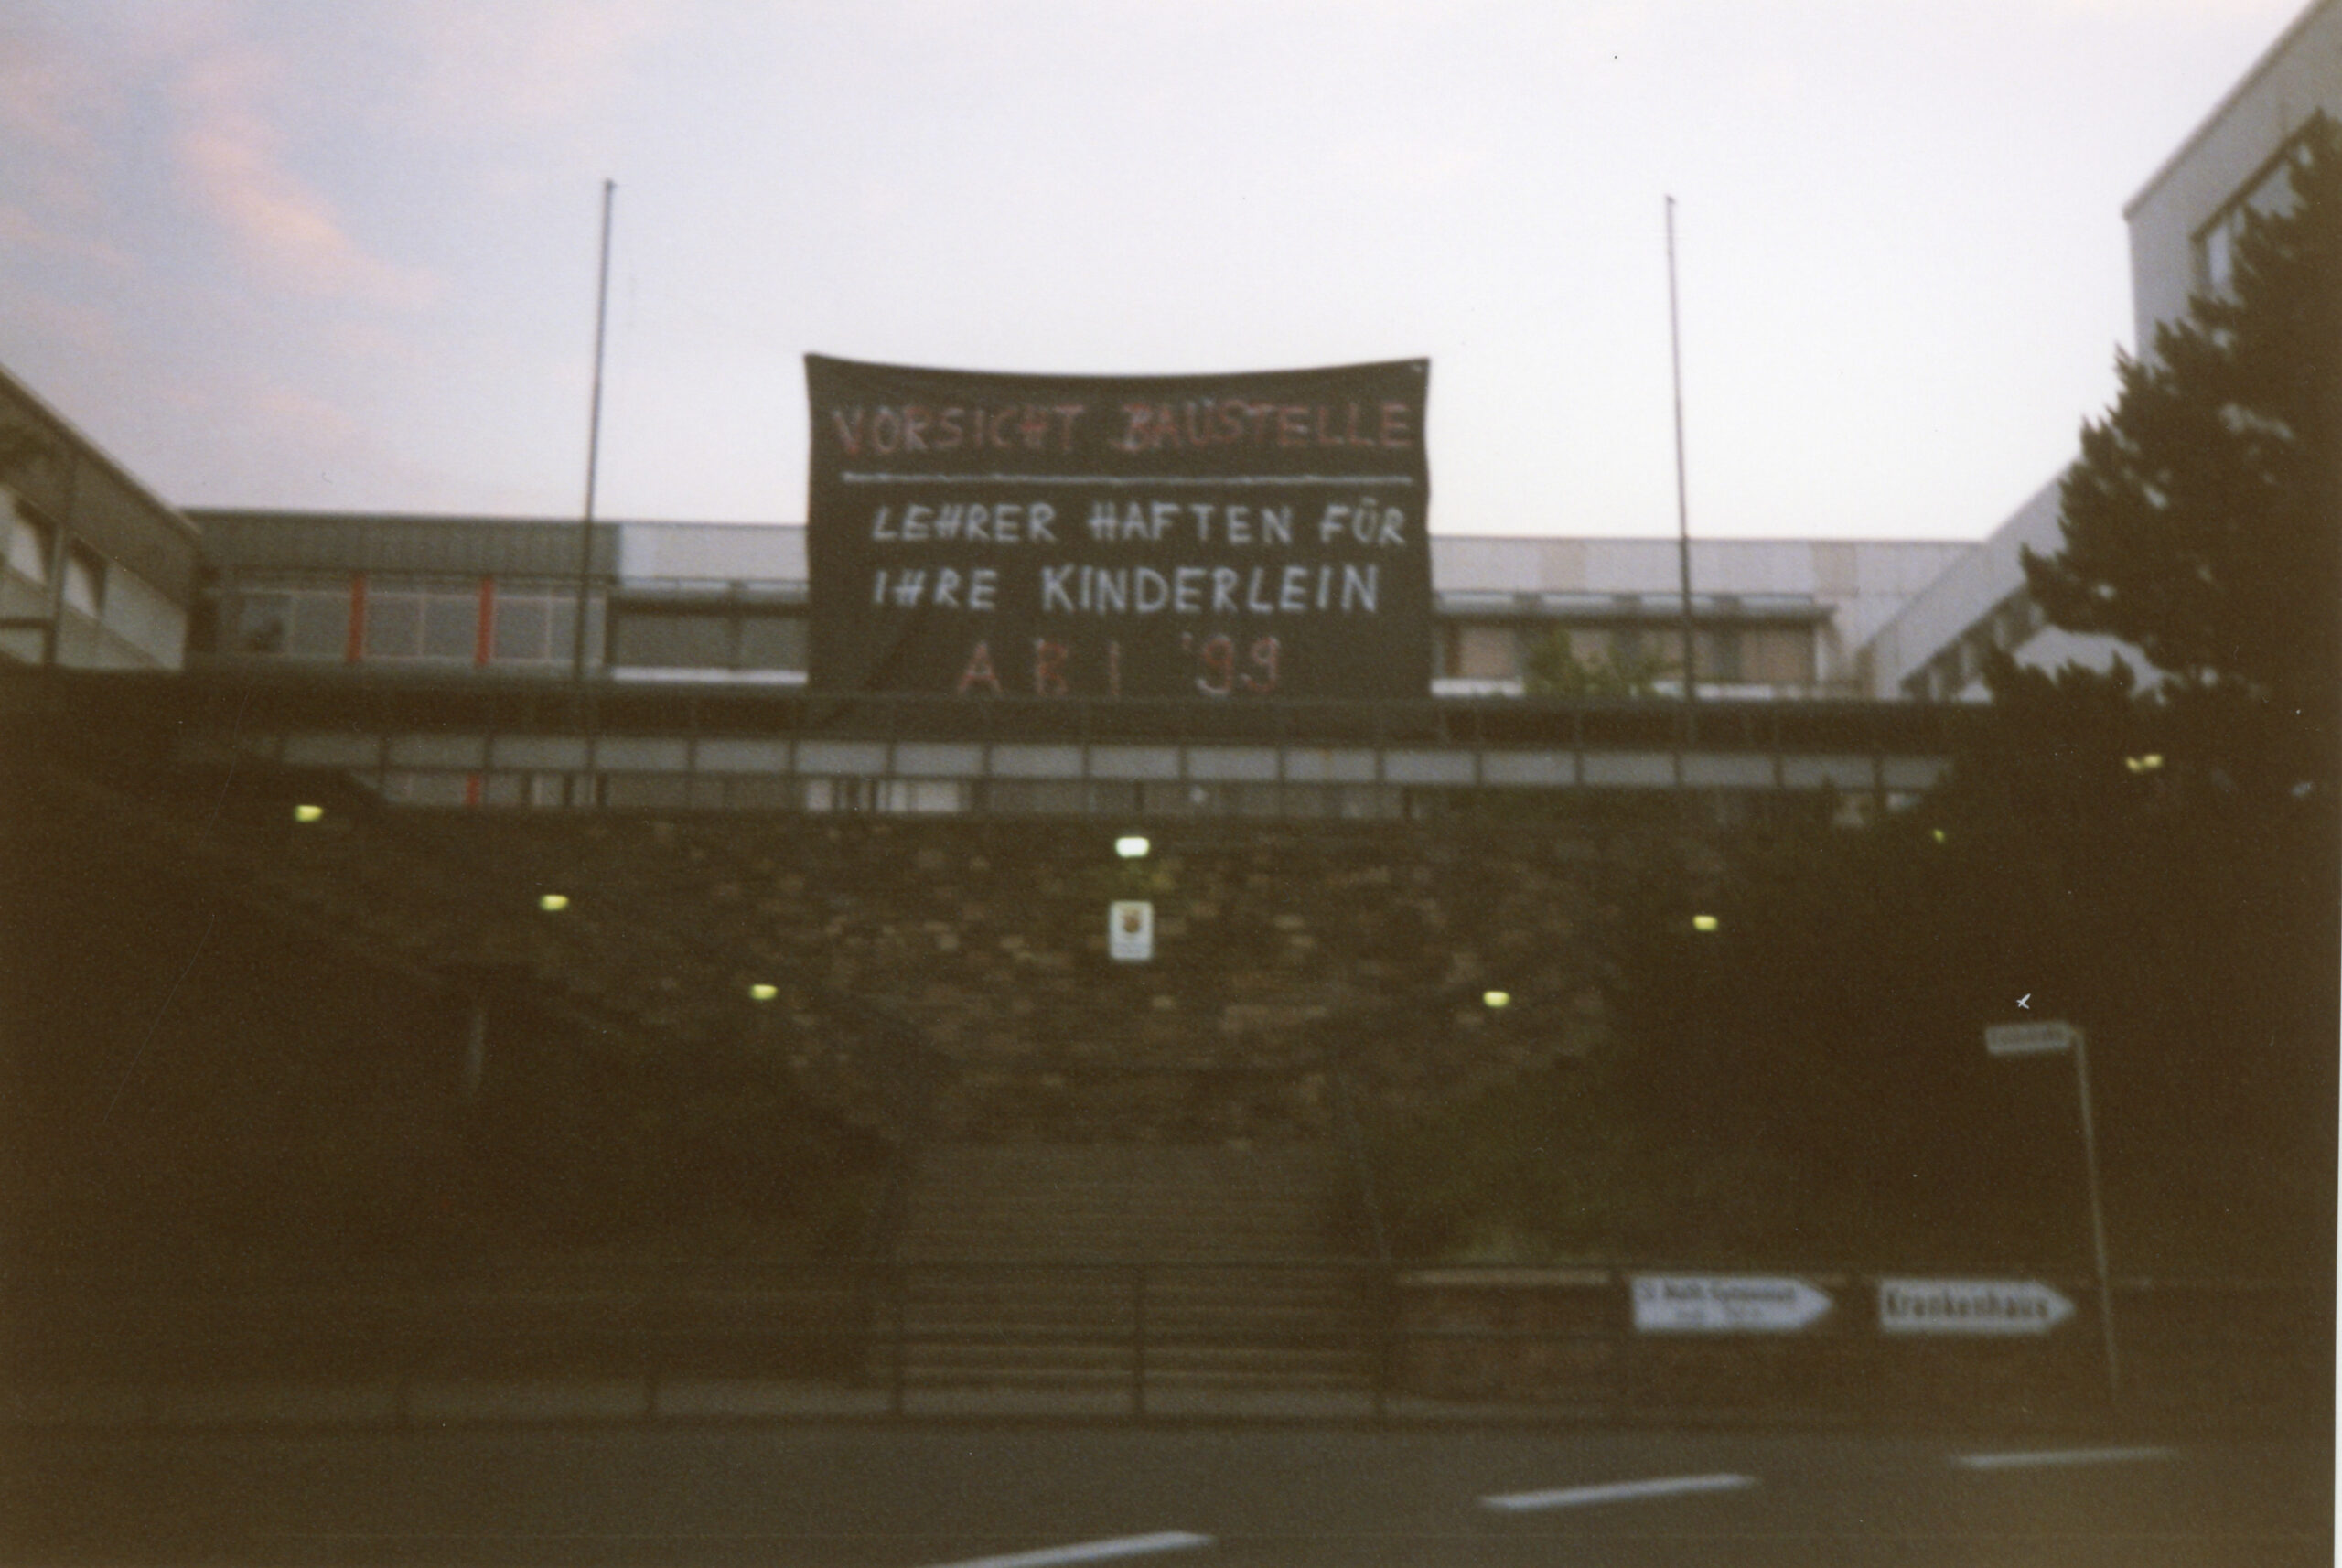 VORSICHT BAUSTELLE
LEHRER HAFTEN FÜR
IHRE KINDERLEIN
ABI '99
Krankenhaus